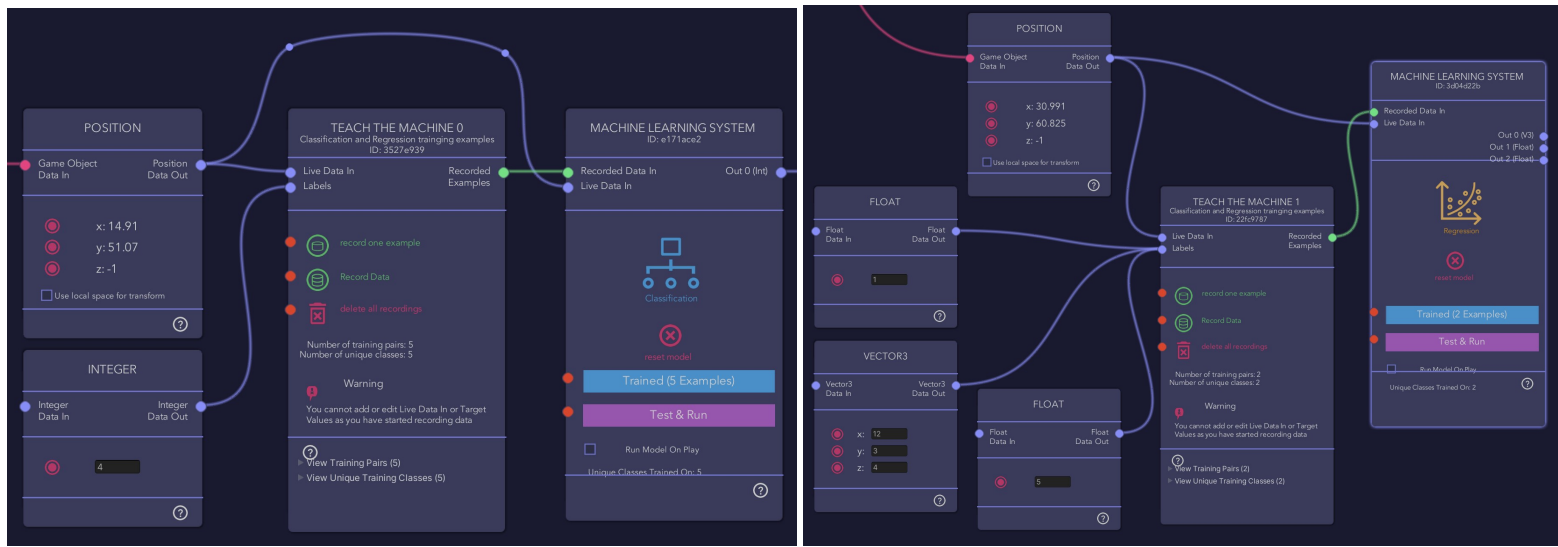 POSITION
Game Object
Data In
Position
Data Out
x: 14.91
y: 51.07
z: -1
Use local space for transform
?
INTEGER
Integer
Data In
Integer
Data Out
4
?
TEACH THE MACHINE 0
Classification and Regression trainging examples
ID: 3527e939
Live Data In
Labels
Recorded
Examples
record one example
Record Data
delete all recordings
Number of training pairs: 5
Number of unique classes: 5
Warning
You cannot add or edit Live Data In or Target
Values as you have started recording data
?
View Training Pairs (5)
View Unique Training Classes (5)
MACHINE LEARNING SYSTEM
ID: e171ace2
Recorded Data In
Live Data In
Out 0 (Int)
Classification
reset model
Trained (5 Examples)
Test & Run
Run Model On Play
Unique Classes Trained On: 5
?
POSITION
Game Object
Data In
Position
Data Out
x: 30.991
y: 60.825
z: -1
Use local space for transform
?
FLOAT
Float
Data In
Float
Data Out
1
?
VECTOR3
Vector3
Data In
Vector3
Data Out
x: 12
y: 3
z: 4
?
FLOAT
Float
Data In
Float
Data Out
5
?
TEACH THE MACHINE 1
Classification and Regression trainging examples
ID: 22fc9787
Live Data In
Labels
Recorded
Examples
record one example
Record Data
delete all recordings
Number of training pairs: 2
Number of unique classes: 2
Warning
You cannot add or edit Live Data In or Target
Values as you have started recording data
?
View Training Pairs (2)
View Unique Training Classes (2)
MACHINE LEARNING SYSTEM
ID: 3d04d22b
Recorded Data In
Live Data In
Out 0 (V3)
Out 1 (Float)
Out 2 (Float)
Regression
reset model
Trained (2 Examples)
Test & Run
Run Model On Play
Unique Classes Trained On: 2
?